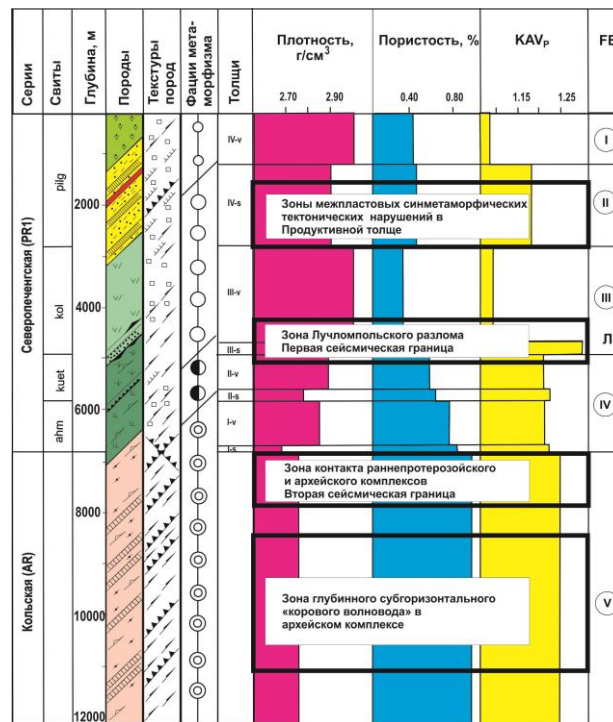 Серии
Свиты
Глубина, м
Породы
Текстуры
пород
Фации мета-
морфизма
Толщи
Плотность,
г/см³
2.70 2.90
Пористость, %
0.40 0.80
KAVₚ
1.15 1.25
Северопеченгская (PR1)
Кольская (AR)
pilg
kol
kuet
ahm
2000
4000
6000
8000
10000
12000
IV-v
IV-s
III-v
III-s
II-v
II-s
I-v
I-s
Зоны межпластовых синметаморфических
тектонических нарушений в
Продуктивной толще
Зона Лучломпольского разлома
Первая сейсмическая граница
Зона контакта раннепротерозойского
и архейского комплексов
Вторая сейсмическая граница
Зона глубинного субгоризонтального
«корового волновода» в
архейском комплексе
I
II
III
IV
V